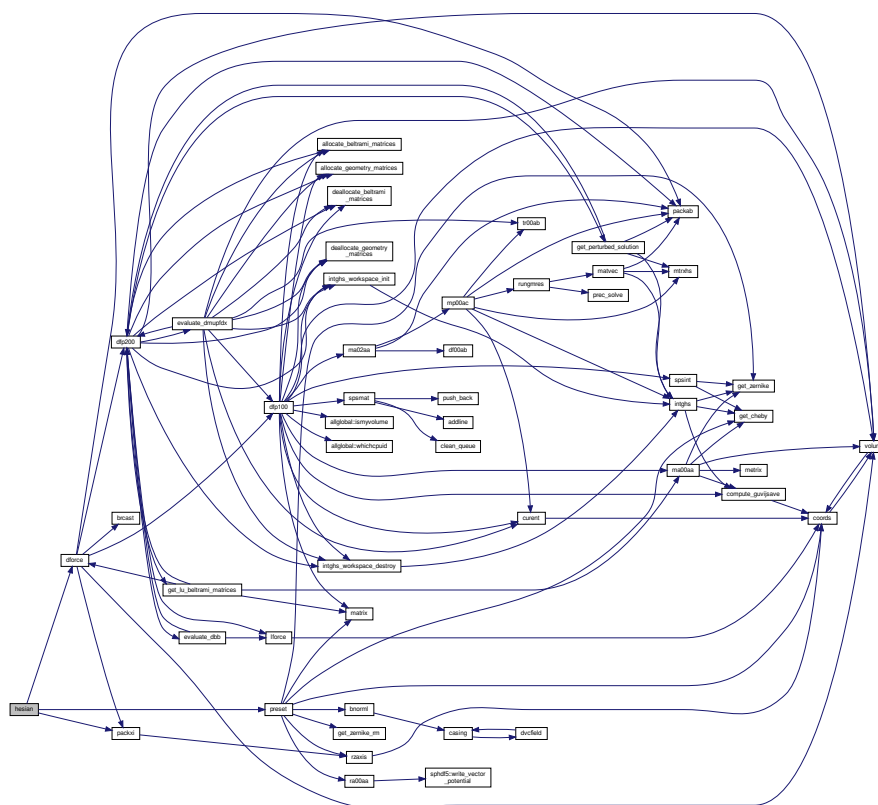 allocate_beltrami_matrices
allocate_geometry_matrices
deallocate_beltrami
_matrices
packab
tr00ab
get_perturbed_solution
deallocate_geometry
_matrices
matvec
mtrxhs
intghs_workspace_init
rungmres
prec_solve
mp00ac
evaluate_dmupfdx
dfp200
ma02aa
df00ab
spsint
get_zernike
dfp100
spsmat
push_back
intghs
get_cheby
allglobal::ismyvolume
addline
allglobal::whichcpuid
clean_queue
volume
ma00aa
metrix
compute_guvijsave
brcast
curent
coords
dforce
intghs_workspace_destroy
get_lu_beltrami_matrices
matrix
evaluate_dbb
lforce
hesian
preset
bnorml
packxi
get_zernike_rm
casing
dvcfield
rzaxis
ra00aa
sphdf5::write_vector
_potential